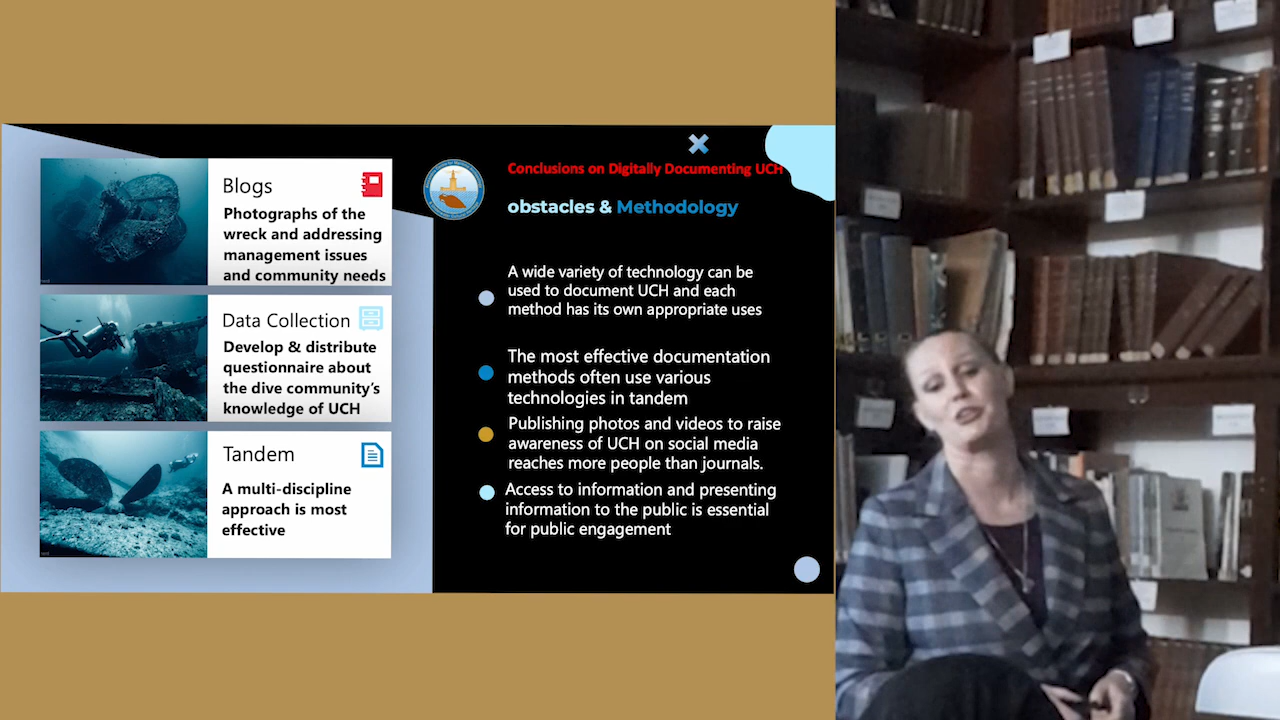 Blogs
Photographs of the
wreck and addressing
management issues
and community needs
Data Collection
Develop & distribute
questionnaire about
the dive community's
knowledge of UCH
Tandem
A multi-discipline
approach is most
effective
Conclusions on Digitally Documenting UCH
obstacles & Methodology
A wide variety of technology can be
used to document UCH and each
method has its own appropriate uses
The most effective documentation
methods often use various
technologies in tandem
Publishing photos and videos to raise
awareness of UCH on social media
reaches more people than journals.
Access to information and presenting
information to the public is essential
for public engagement